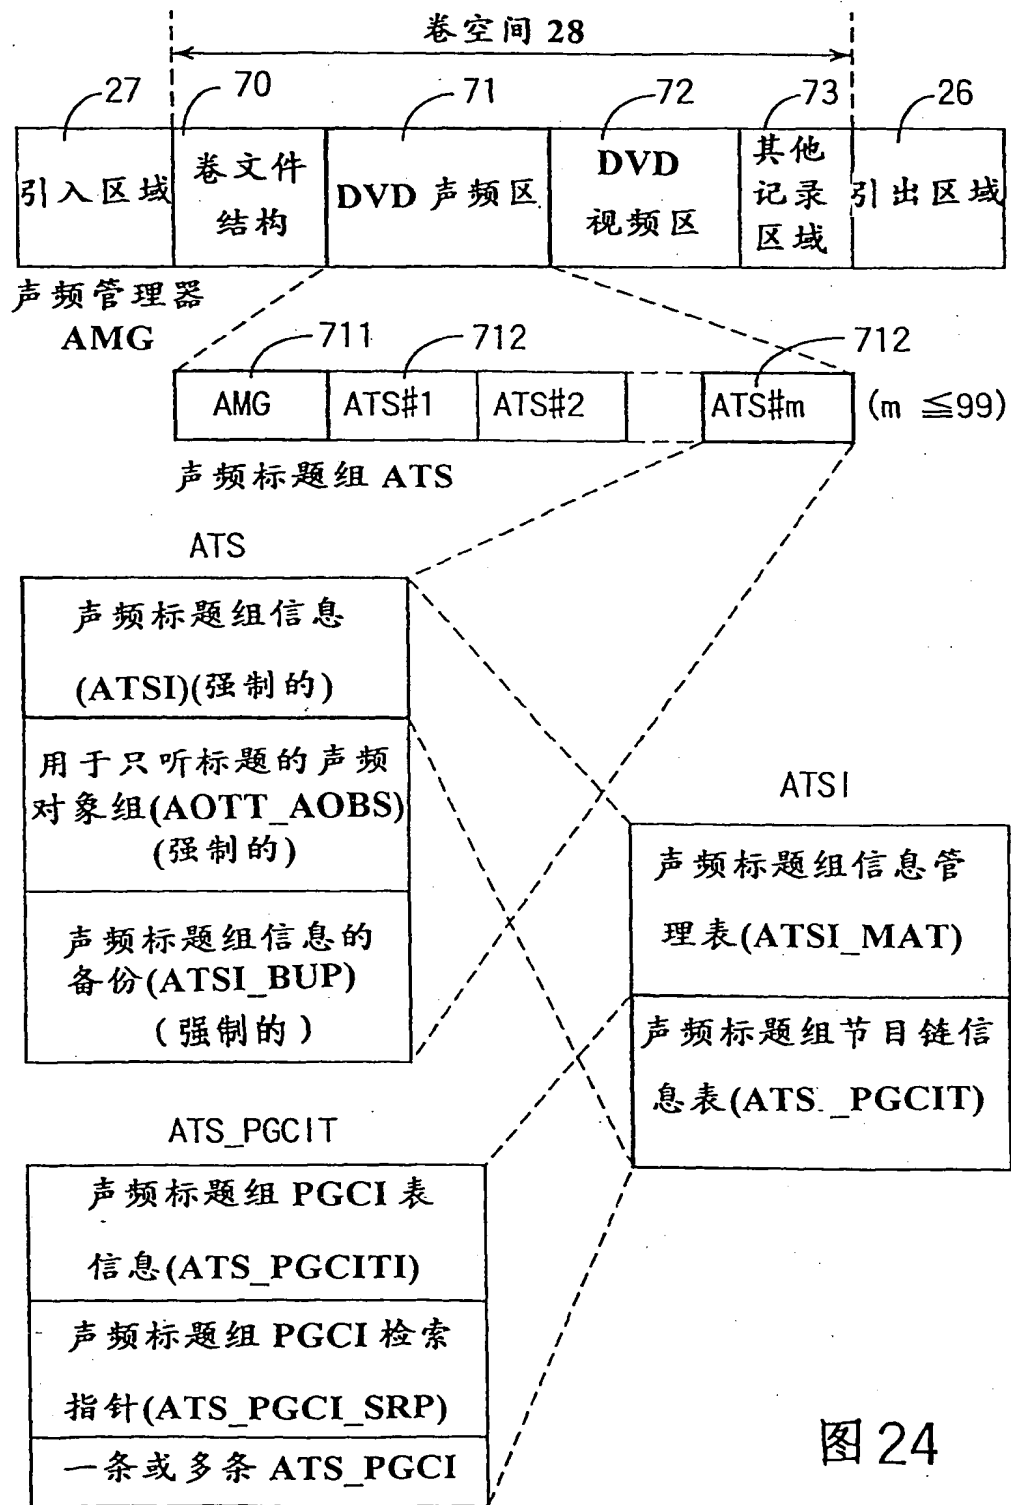 卷空间 28
27
70
71
72
73
26
引入区域
卷文件
结构
DVD 声频区
DVD
视频区
其他
记录
区域
引出区域
声频管理器
AMG
711
712
712
AMG
ATS#1
ATS#2
ATS#m
(m ≦99)
声频标题组 ATS
ATS
声频标题组信息
(ATSI)(强制的)
用于只听标题的声频
对象组(AOTT_AOBS)
(强制的)
声频标题组信息的
备份(ATSI_BUP)
(强制的)
ATSI
声频标题组信息管
理表(ATSI_MAT)
声频标题组节目链信
息表(ATS_PGCIT)
ATS_PGCIT
声频标题组 PGCI 表
信息(ATS_PGCITI)
声频标题组 PGCI 检索
指针(ATS_PGCI_SRP)
一条或多条 ATS_PGCI
图 24